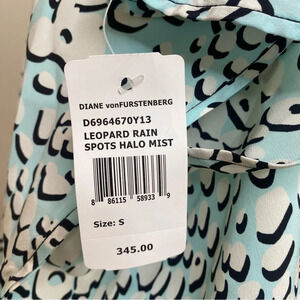 DIANE vonFURSTENBERG
D6964670Y13
LEOPARD RAIN
SPOTS HALO MIST
8 86115 58933 9
Size: S
345.00